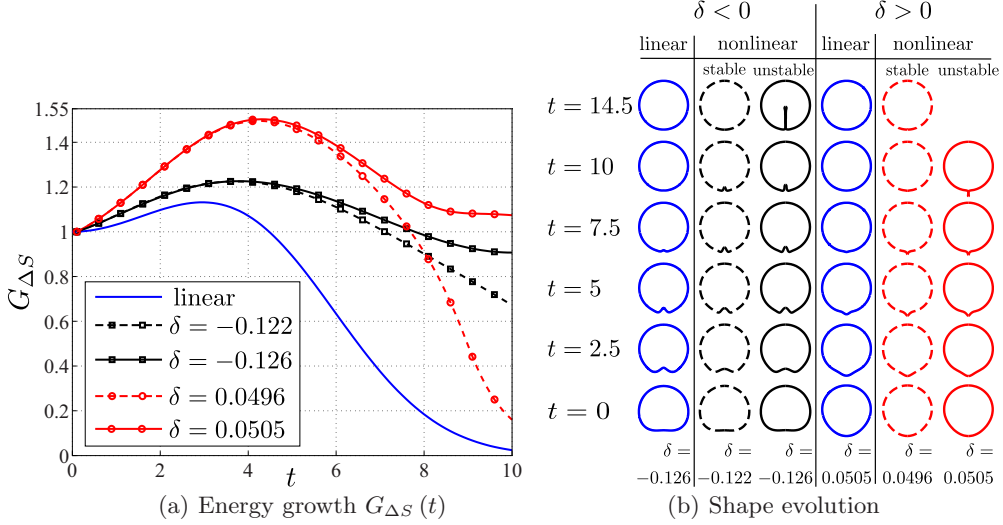 1.55
1.4
1.2
1
0.8
0.6
0.4
0.2
0
G_{ΔS}
linear
δ = −0.122
δ = −0.126
δ = 0.0496
δ = 0.0505
0 2 4 6 8 10
t
(a) Energy growth G_{ΔS} (t)
δ < 0 δ > 0
linear nonlinear linear nonlinear
stable unstable stable unstable
t = 14.5
t = 10
t = 7.5
t = 5
t = 2.5
t = 0
δ = δ = δ = δ = δ = δ =
−0.126 −0.122 −0.126 0.0505 0.0496 0.0505
(b) Shape evolution